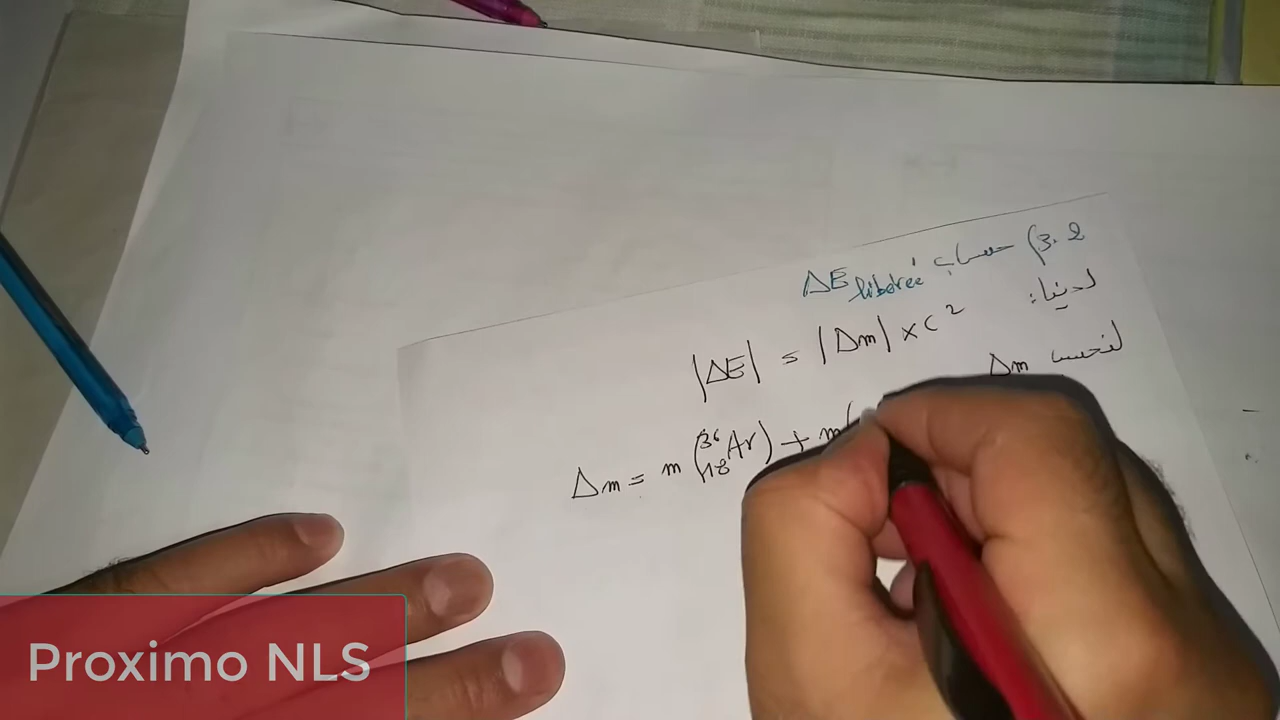 3.2) حساب ΔE libérée
لدينا:
|ΔE| = |Δm| × C²
لنحسب Δm
Δm = m(³⁶₁₈Ar) + m(
Proximo NLS